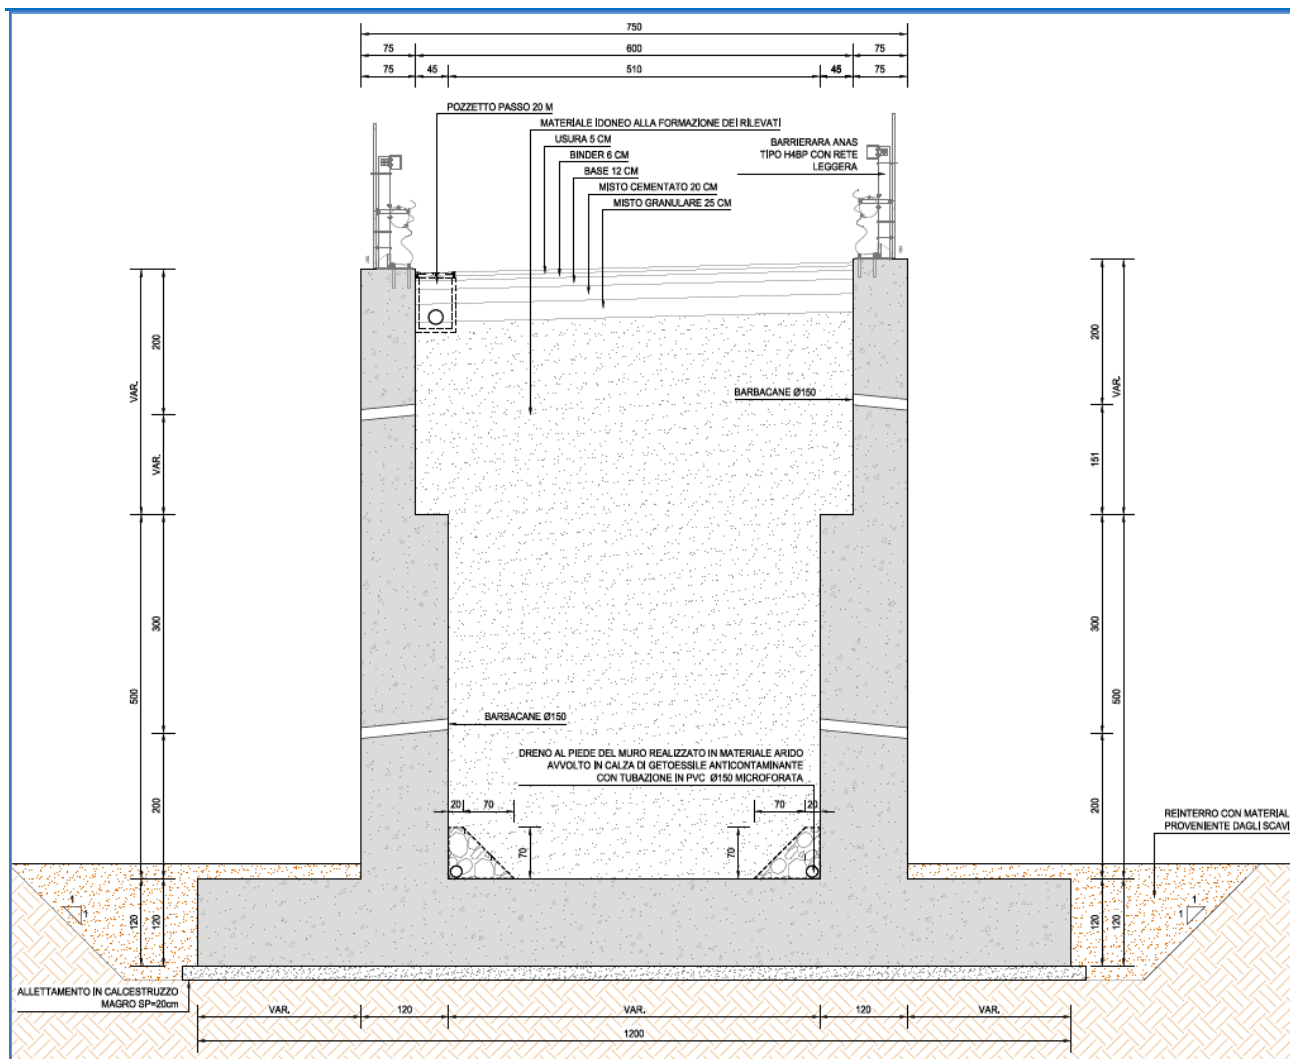 750
75
600
75
75
45
510
45
75
POZZETTO PASSO 20 M
MATERIALE IDONEO ALLA FORMAZIONE DEI RILEVATI
USURA 5 CM
BINDER 6 CM
BASE 12 CM
MISTO CEMENTATO 20 CM
MISTO GRANULARE 25 CM
BARRIERARA ANAS
TIPO H4BP CON RETE
LEGGERA
200
VAR.
VAR.
300
500
200
120
120
BARBACANE Ø150
BARBACANE Ø150
200
VAR.
151
300
500
200
120
120
DRENO AL PIEDE DEL MURO REALIZZATO IN MATERIALE ARIDO
AVVOLTO IN CALZA DI GETOESSILE ANTICONTAMINANTE
CON TUBAZIONE IN PVC Ø150 MICROFORATA
20
70
70
20
70
70
REINTERRO CON MATERIAL
PROVENIENTE DAGLI SCAVI
1
1
1
1
ALLETTAMENTO IN CALCESTRUZZO
MAGRO SP=20cm
VAR.
120
VAR.
120
VAR.
1200